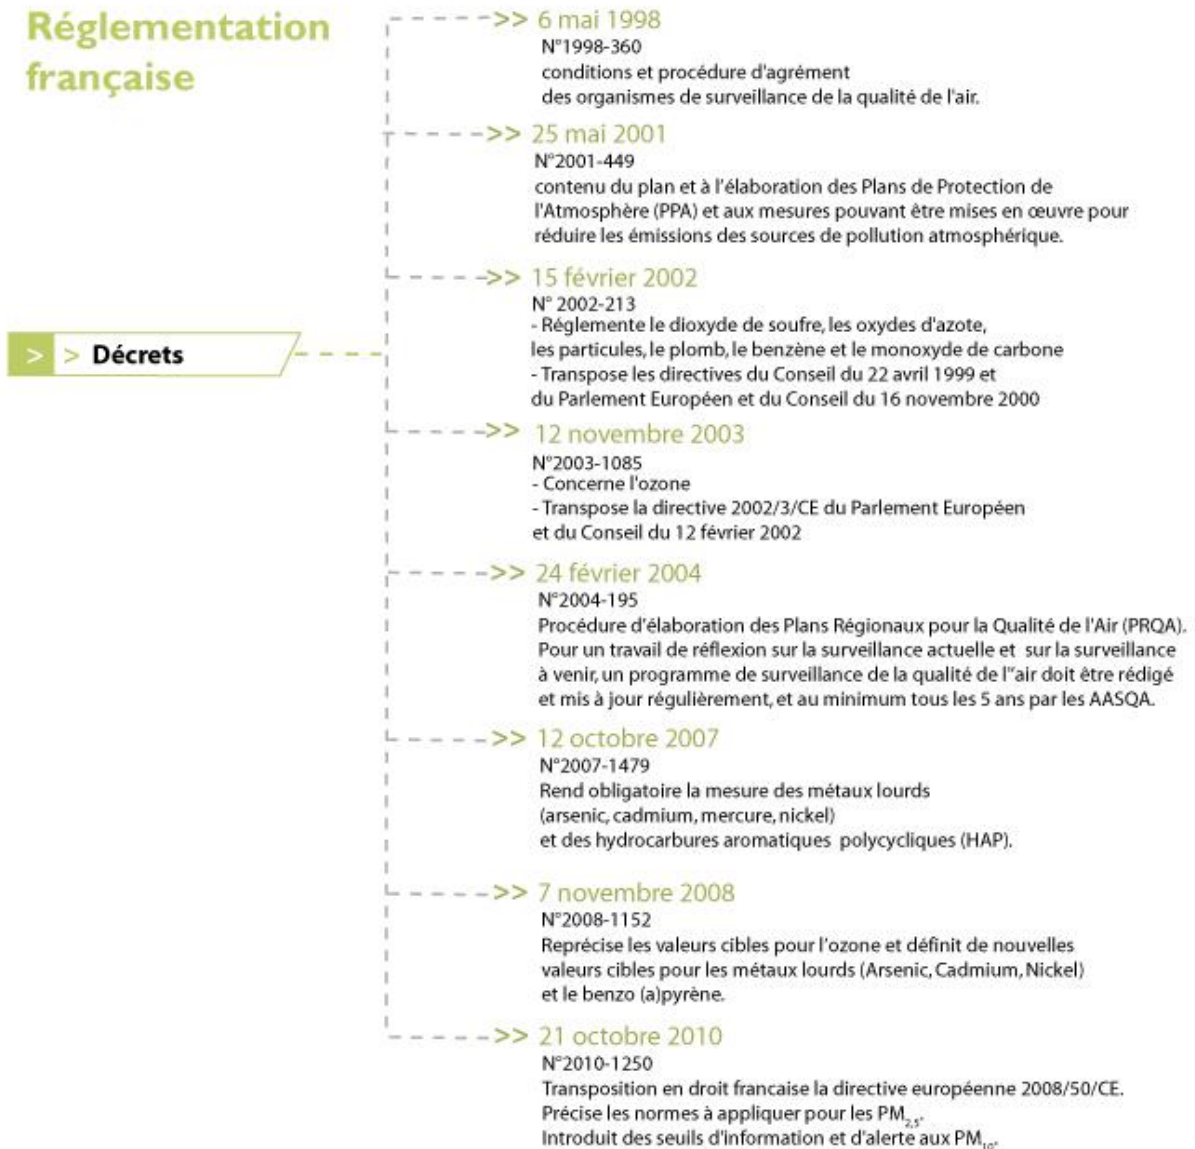 Réglementation
française
> > Décrets
>> 6 mai 1998
N°1998-360
conditions et procédure d'agrément
des organismes de surveillance de la qualité de l'air.
>> 25 mai 2001
N°2001-449
contenu du plan et à l'élaboration des Plans de Protection de
l'Atmosphère (PPA) et aux mesures pouvant être mises en œuvre pour
réduire les émissions des sources de pollution atmosphérique.
>> 15 février 2002
N° 2002-213
- Réglemente le dioxyde de soufre, les oxydes d'azote,
les particules, le plomb, le benzène et le monoxyde de carbone
- Transpose les directives du Conseil du 22 avril 1999 et
du Parlement Européen et du Conseil du 16 novembre 2000
>> 12 novembre 2003
N°2003-1085
- Concerne l'ozone
- Transpose la directive 2002/3/CE du Parlement Européen
et du Conseil du 12 février 2002
>> 24 février 2004
N°2004-195
Procédure d'élaboration des Plans Régionaux pour la Qualité de l'Air (PRQA).
Pour un travail de réflexion sur la surveillance actuelle et sur la surveillance
à venir, un programme de surveillance de la qualité de l''air doit être rédigé
et mis à jour régulièrement, et au minimum tous les 5 ans par les AASQA.
>> 12 octobre 2007
N°2007-1479
Rend obligatoire la mesure des métaux lourds
(arsenic, cadmium, mercure, nickel)
et des hydrocarbures aromatiques polycycliques (HAP).
>> 7 novembre 2008
N°2008-1152
Reprécise les valeurs cibles pour l'ozone et définit de nouvelles
valeurs cibles pour les métaux lourds (Arsenic, Cadmium, Nickel)
et le benzo (a)pyrène.
>> 21 octobre 2010
N°2010-1250
Transposition en droit francaise la directive européenne 2008/50/CE.
Précise les normes à appliquer pour les PM2,5.
Introduit des seuils d'information et d'alerte aux PM10.